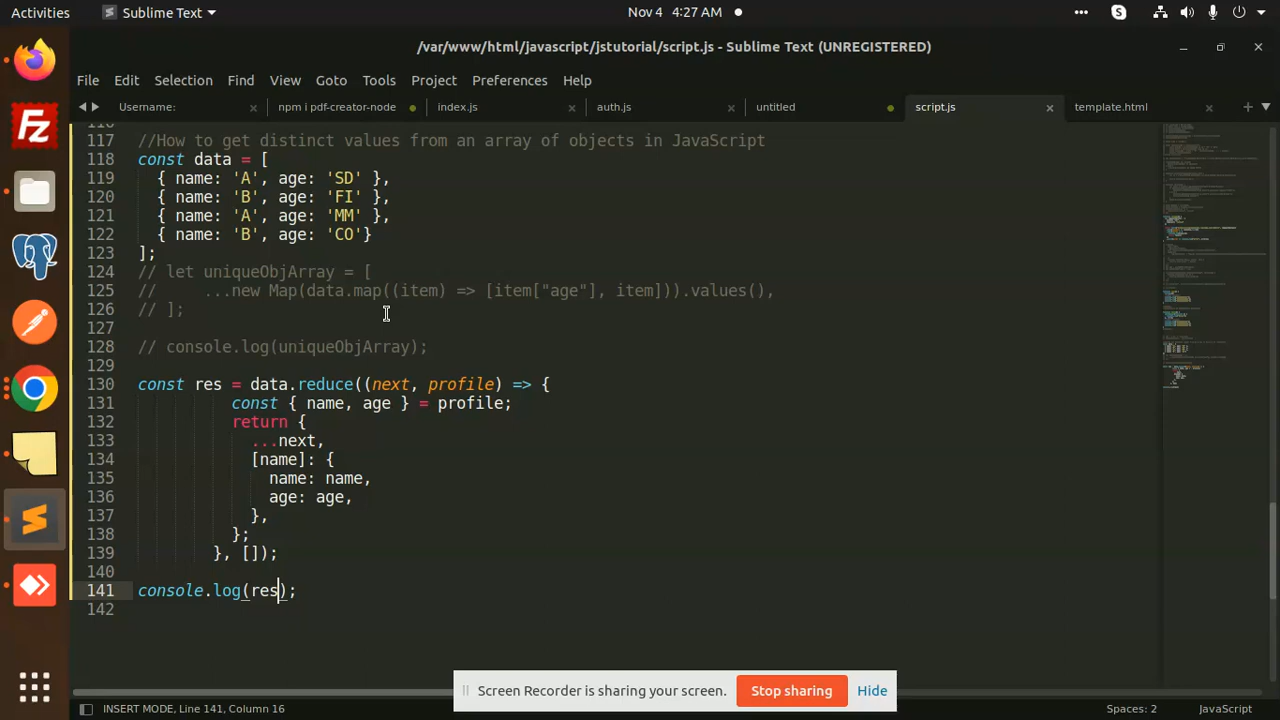 Activities
Sublime Text
Nov 4 4:27 AM
/var/www/html/javascript/jstutorial/script.js - Sublime Text (UNREGISTERED)
File Edit Selection Find View Goto Tools Project Preferences Help
Username: npm i pdf-creator-node index.js auth.js untitled script.js template.html
117 //How to get distinct values from an array of objects in JavaScript
118 const data = [
119 { name: 'A', age: 'SD' },
120 { name: 'B', age: 'FI' },
121 { name: 'A', age: 'MM' },
122 { name: 'B', age: 'CO'}
123 ];
124 // let uniqueObjArray = [
125 // ...new Map(data.map((item) => [item["age"], item])).values(),
126 // ];
127
128 // console.log(uniqueObjArray);
129
130 const res = data.reduce((next, profile) => {
131 const { name, age } = profile;
132 return {
133 ...next,
134 [name]: {
135 name: name,
136 age: age,
137 },
138 };
139 }, []);
140
141 console.log(res);
142
Screen Recorder is sharing your screen. Stop sharing Hide
INSERT MODE, Line 141, Column 16
Spaces: 2
JavaScript